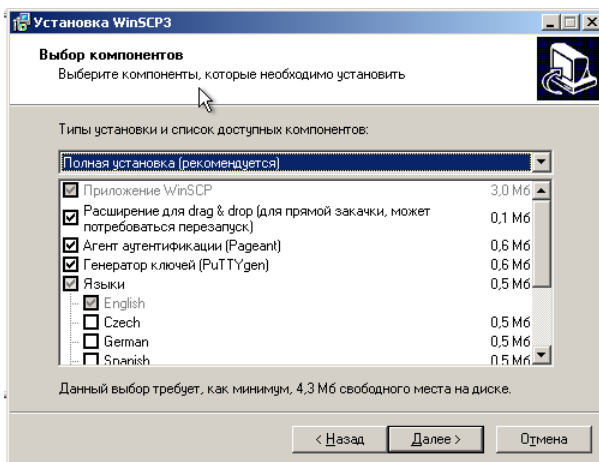 Установка WinSCP3
Выбор компонентов
Выберите компоненты, которые необходимо установить
Типы установки и список доступных компонентов:
Полная установка (рекомендуется)
Приложение WinSCP 3,0 Мб
Расширение для drag & drop (для прямой закачки, может
потребоваться перезапуск) 0,1 Мб
Агент аутентификации (Pageant) 0,6 Мб
Генератор ключей (PuTTYgen) 0,6 Мб
Языки 0,5 Мб
English
Czech 0,5 Мб
German 0,5 Мб
Spanish 0,5 Мб
Данный выбор требует, как минимум, 4,3 Мб свободного места на диске.
< Назад Далее > Отмена